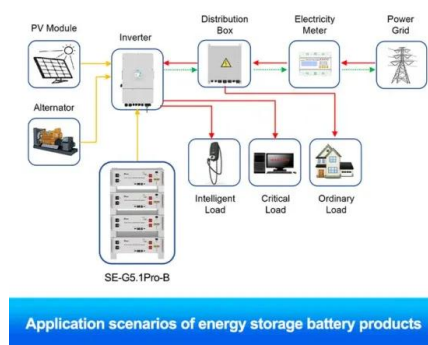 PV Module
Inverter
Distribution
Box
Electricity
Meter
Power
Grid
Alternator
Intelligent
Load
Critical
Load
Ordinary
Load
SE-G5.1Pro-B
Application scenarios of energy storage battery products